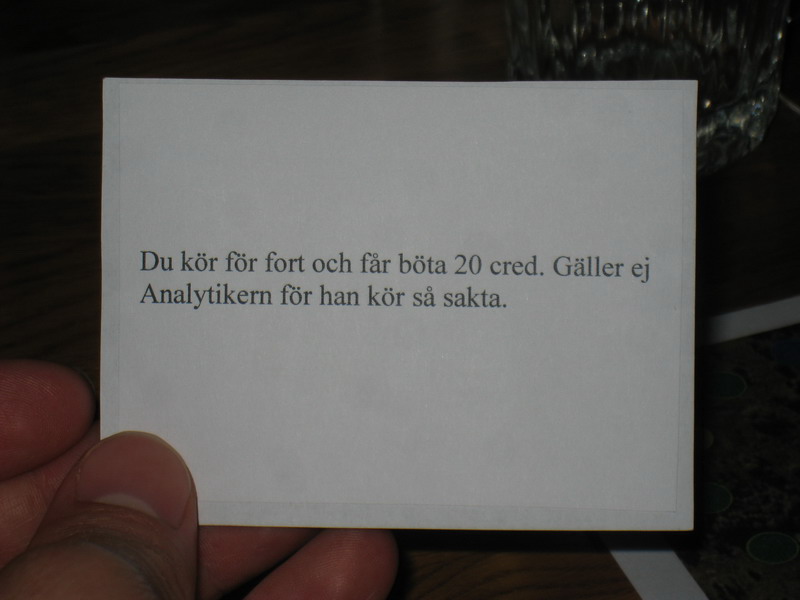 Du kör för fort och får böta 20 cred. Gäller ej
Analytikern för han kör så sakta.